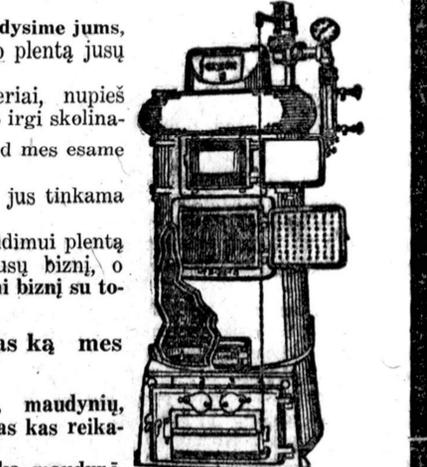 dysime jums,
o plentą jusų
eriai, nupieš
irgi skolina-
d mes esame
jus tinkama
ldimui plentą
usų biznį, o
ni biznį su to-
as ką mes
maudynių,
as kas reika-